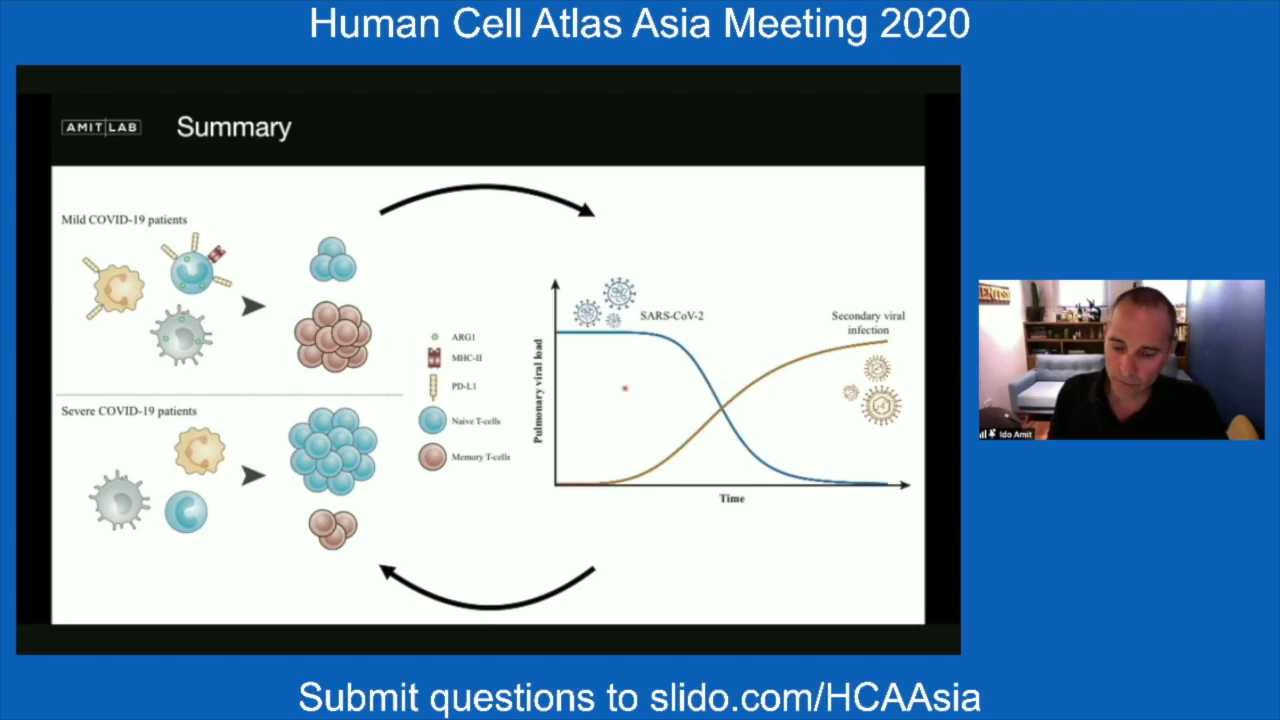 Human Cell Atlas Asia Meeting 2020
AMIT LAB
Summary
Mild COVID-19 patients
ARG1
MHC-II
PD-L1
Naive T-cells
Memory T-cells
Severe COVID-19 patients
Pulmonary viral load
SARS-CoV-2
Secondary viral
infection
Time
Ido Amit
Submit questions to slido.com/HCAAsia